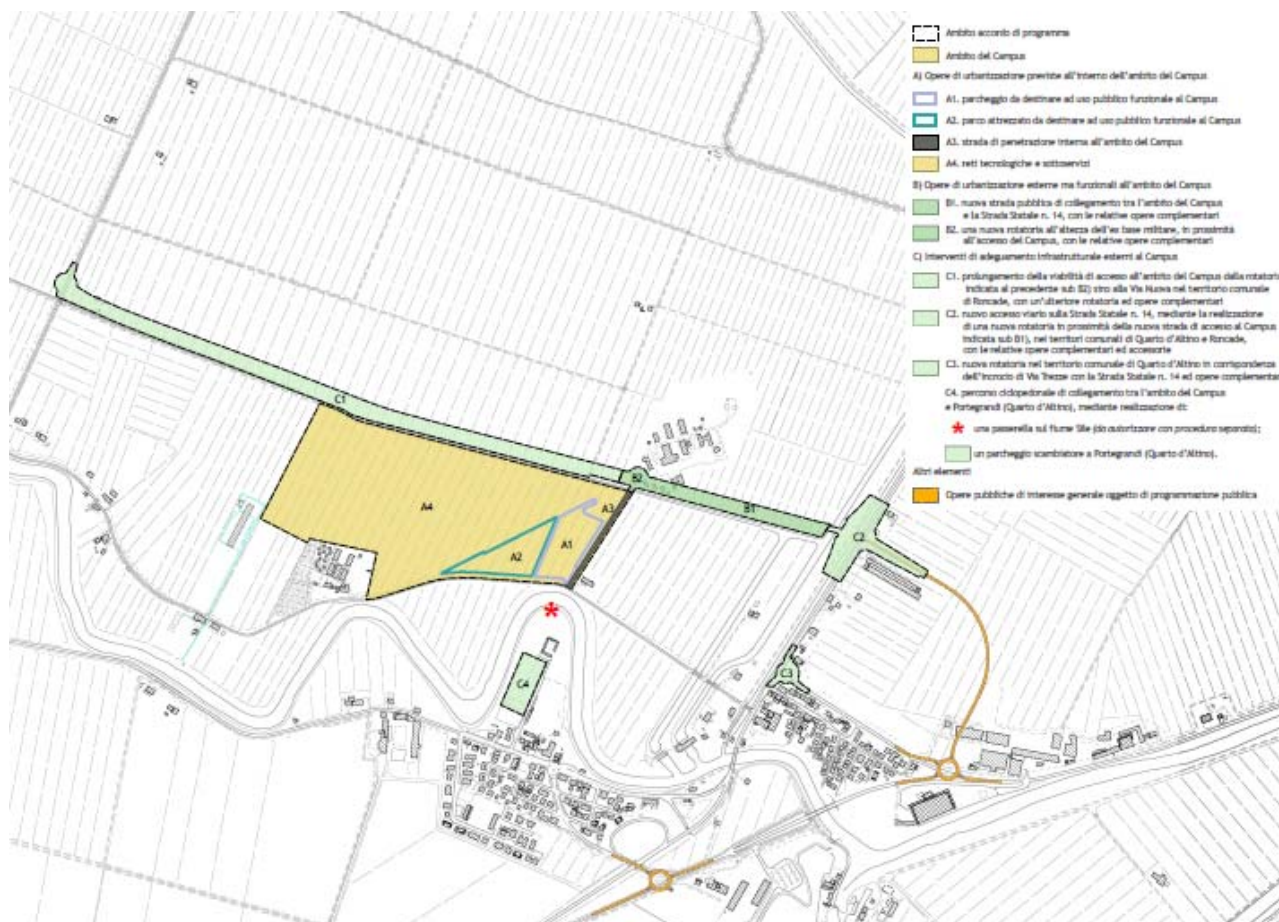 Ambito accordo di programma
Ambito del Campus
A) Opere di urbanizzazione previste all'interno dell'ambito del Campus
A1. parcheggio da destinare ad uso pubblico funzionale al Campus
A2. parco attrezzato da destinare ad uso pubblico funzionale al Campus
A3. strada di penetrazione interna all'ambito del Campus
A4. reti tecnologiche e sottoservizi
B) Opere di urbanizzazione esterne ma funzionali all'ambito del Campus
B1. nuova strada pubblica di collegamento tra l'ambito del Campus
e la Strada Statale n. 14, con le relative opere complementari
B2. una nuova rotatoria all'altezza dell'ex base militare, in prossimità
all'accesso del Campus, con le relative opere complementari
C) Interventi di adeguamento infrastrutturale esterni al Campus
C1. prolungamento della viabilità di accesso all'ambito del Campus dalla rotatoria
indicata al precedente sub B2) sino alla Via Nuova nel territorio comunale
di Roncade, con un'ulteriore rotatoria ed opere complementari
C2. nuovo accesso viario sulla Strada Statale n. 14, mediante la realizzazione
di una nuova rotatoria in prossimità della nuova strada di accesso al Campus
indicata sub B1), nei territori comunali di Quarto d'Altino e Roncade,
con le relative opere complementari ed accessorie
C3. nuova rotatoria nel territorio comunale di Quarto d'Altino in corrispondenza
dell'incrocio di Via Trezze con la Strada Statale n. 14 ed opere complementar
C4. percorso ciclopedonale di collegamento tra l'ambito del Campus
e Portegrandi (Quarto d'Altino), mediante realizzazione di:
una passerella sul fiume Sile (da autorizzare con procedura separata);
un parcheggio scambiatore a Portegrandi (Quarto d'Altino).
Altri elementi
Opere pubbliche di interesse generale oggetto di programmazione pubblica
C1
B2
B1
A3
A4
A1
A2
C2
C3
C4